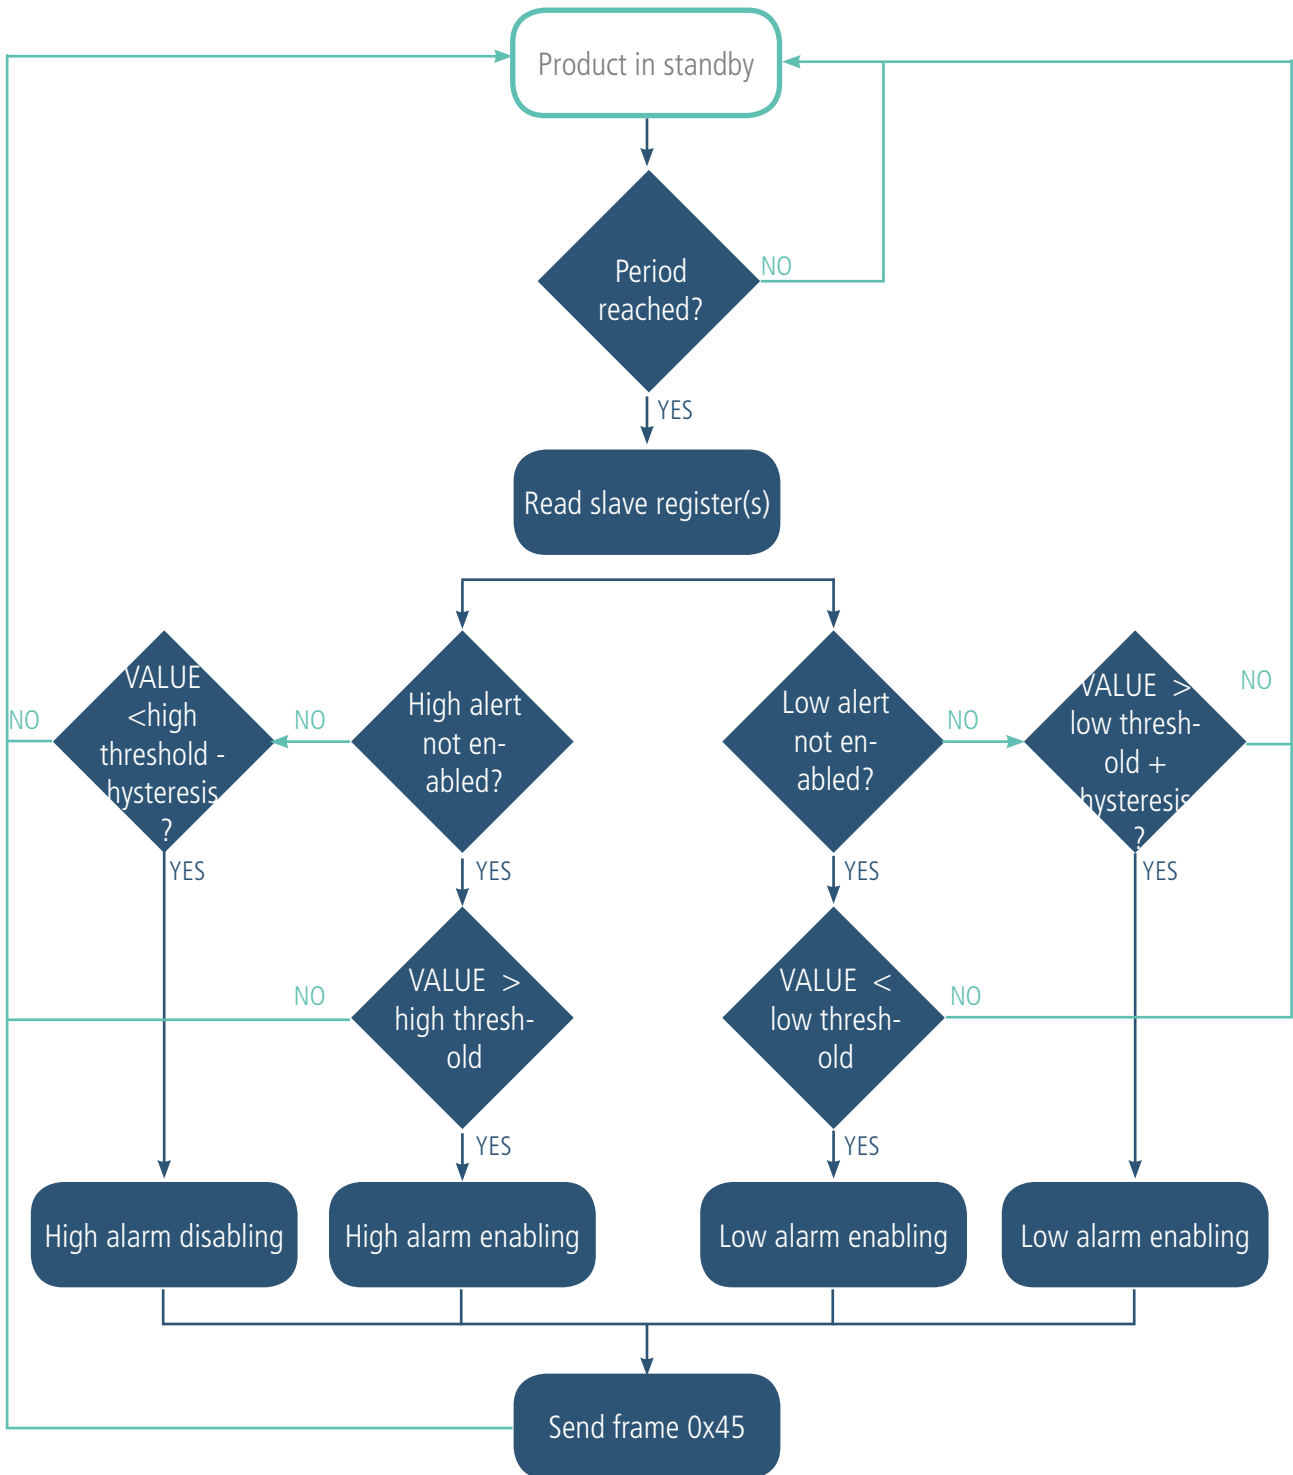 Product in standby
Period
reached?
NO
YES
Read slave register(s)
VALUE
<high
threshold -
hysteresis
?
NO
NO
High alert
not en-
abled?
Low alert
not en-
abled?
NO
VALUE >
low thresh-
old +
hysteresis
?
NO
YES
YES
YES
YES
NO
VALUE >
high thresh-
old
VALUE <
low thresh-
old
NO
YES
YES
High alarm disabling
High alarm enabling
Low alarm enabling
Low alarm enabling
Send frame 0x45